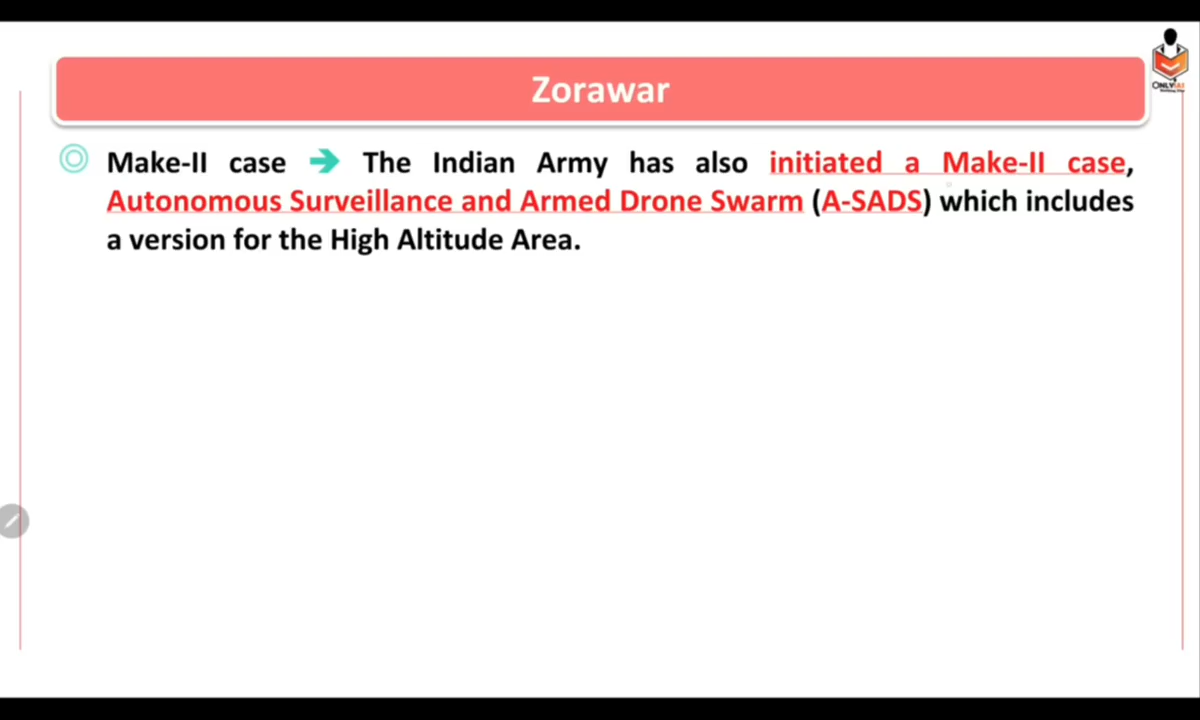 Zorawar
ONLYIAS
Make-II case ➔ The Indian Army has also initiated a Make-II case,
Autonomous Surveillance and Armed Drone Swarm (A-SADS) which includes
a version for the High Altitude Area.